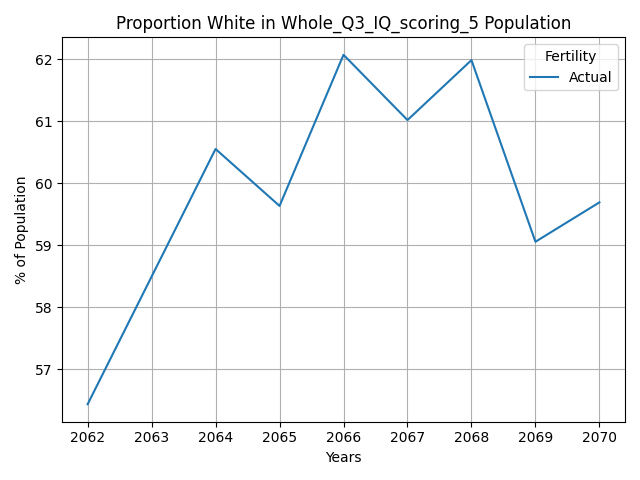 Proportion White in Whole_Q3_IQ_scoring_5 Population
Fertility
Actual
62
61
60
59
58
57
% of Population
2062 2063 2064 2065 2066 2067 2068 2069 2070
Years